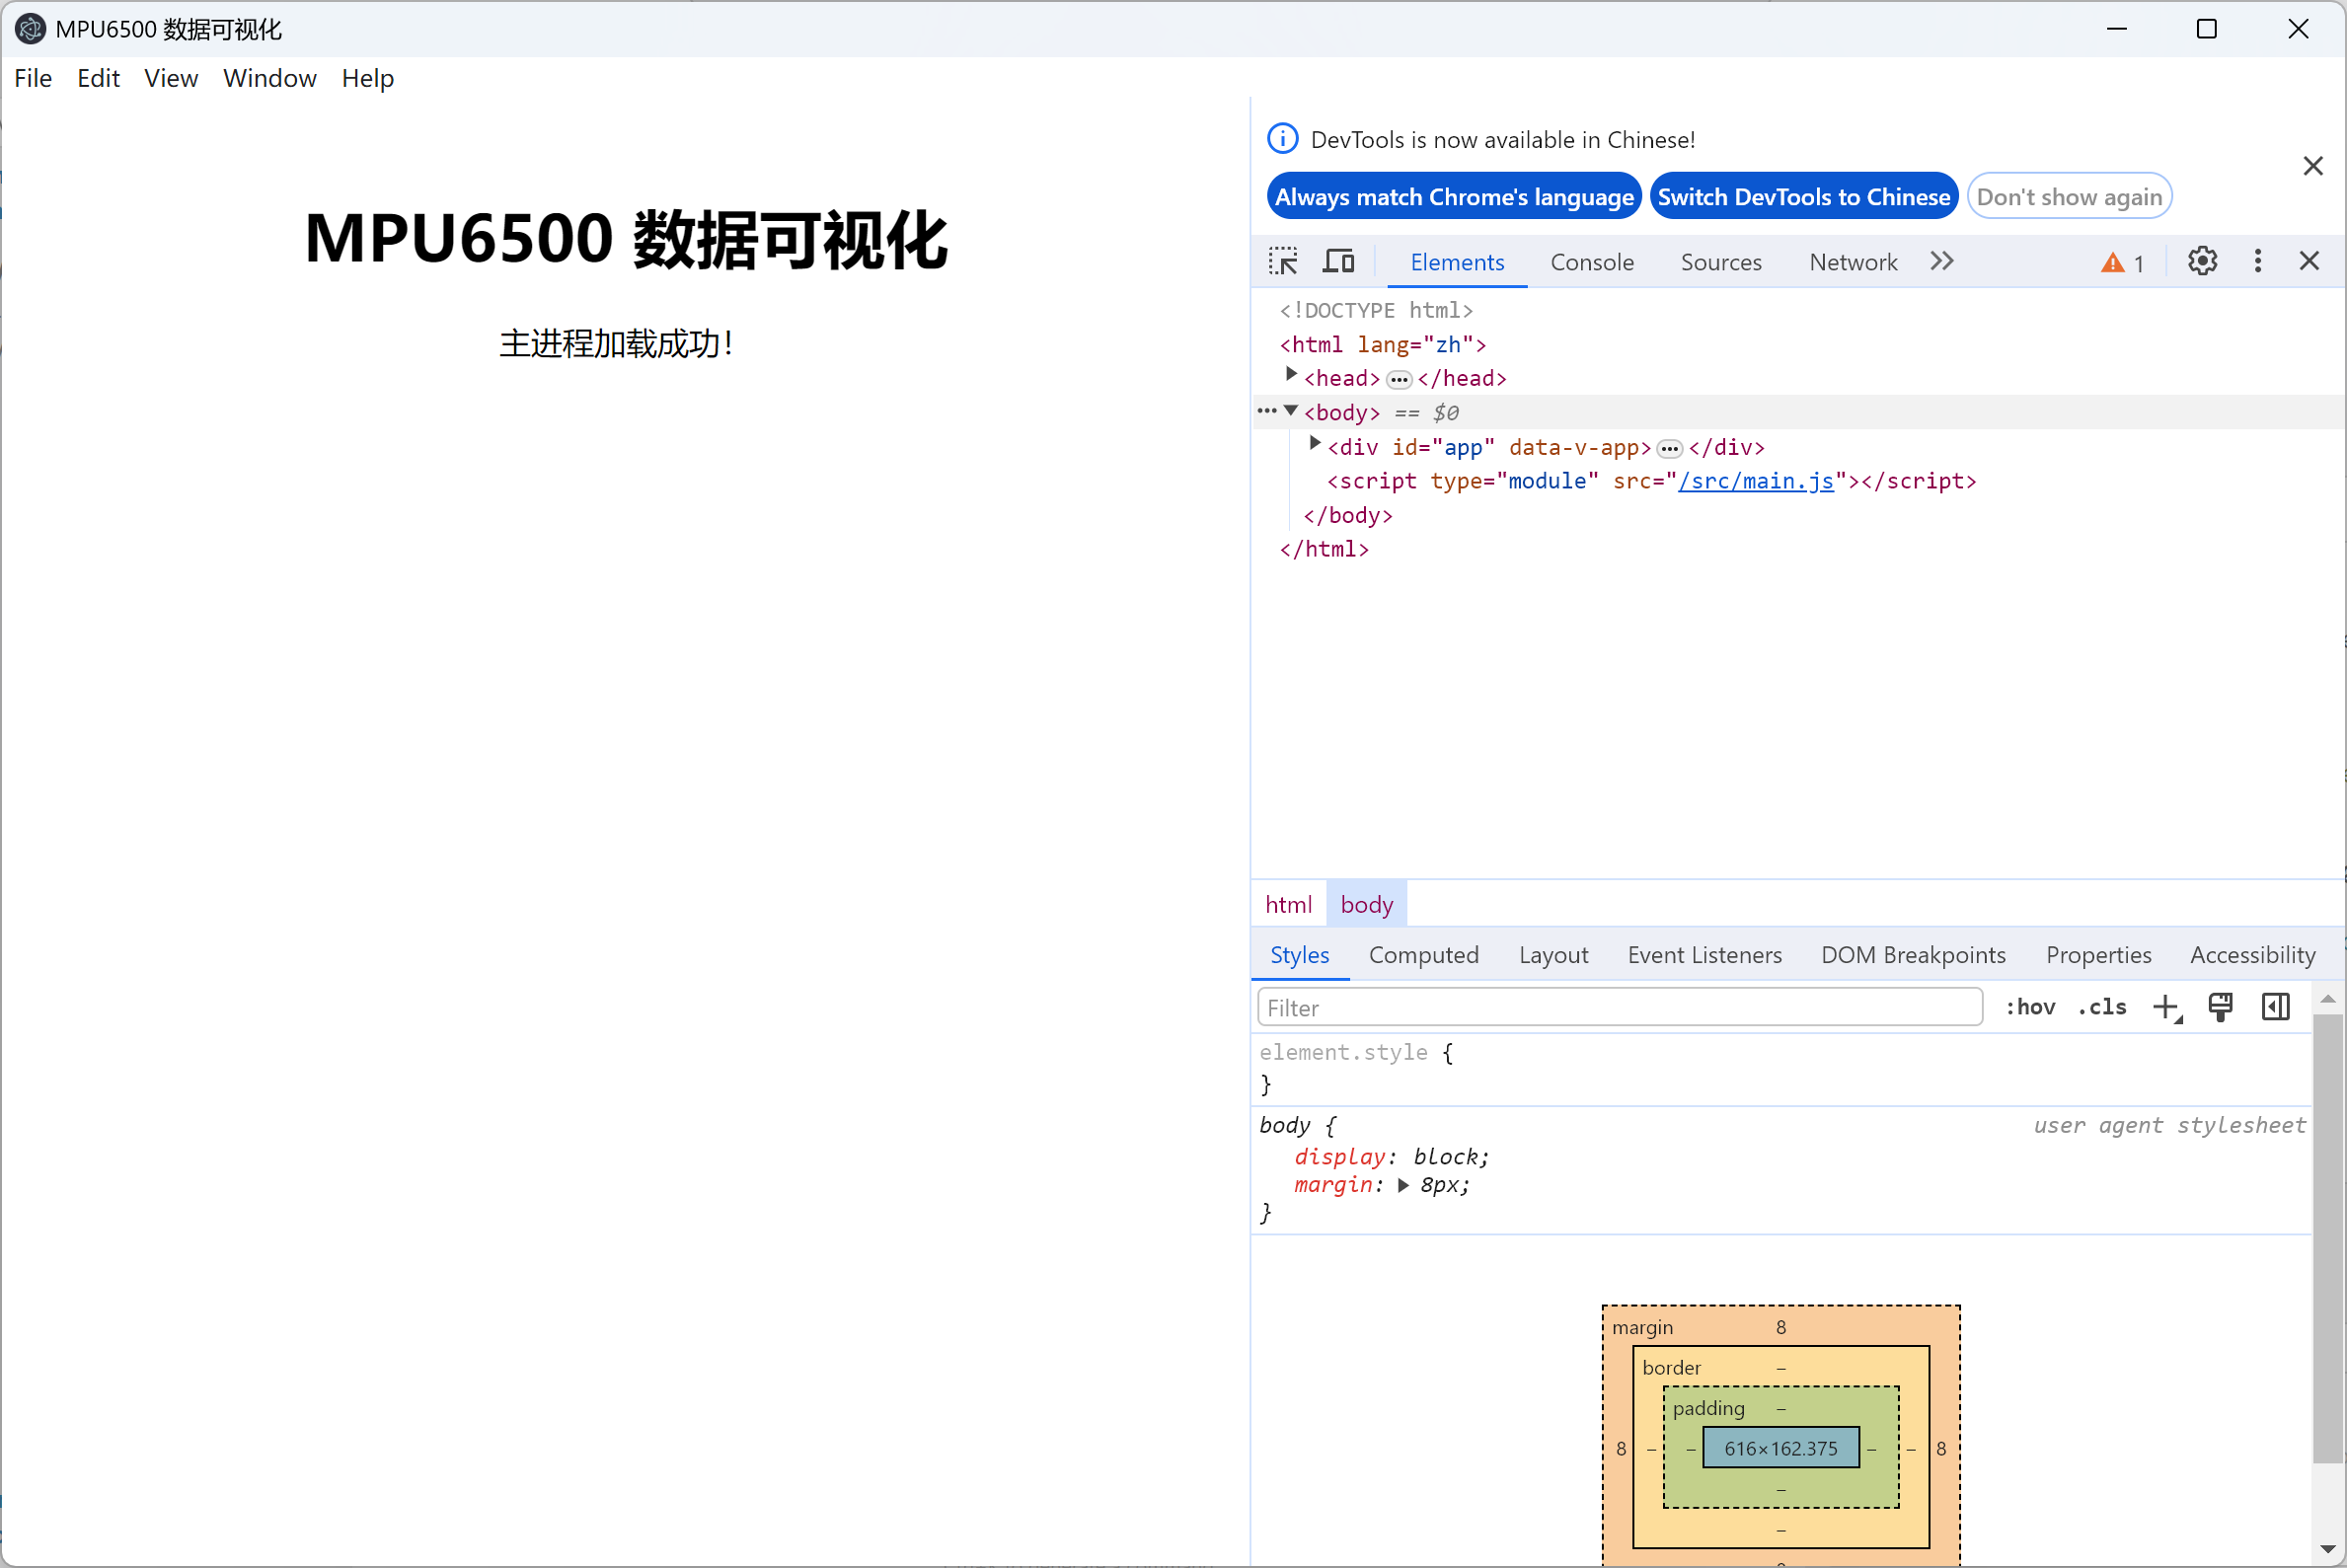 MPU6500 数据可视化
File Edit View Window Help
MPU6500 数据可视化
主进程加载成功！
DevTools is now available in Chinese!
Always match Chrome's language Switch DevTools to Chinese Don't show again
Elements Console Sources Network 1
<!DOCTYPE html>
<html lang="zh">
<head> ••• </head>
••• <body> == $0
<div id="app" data-v-app> ••• </div>
<script type="module" src="/src/main.js"></script>
</body>
</html>
html body
Styles Computed Layout Event Listeners DOM Breakpoints Properties Accessibility
Filter :hov .cls
element.style {
}
body { user agent stylesheet
display: block;
margin: 8px;
}
margin 8
border –
padding –
8 – – 616×162.375 – – 8
–
–